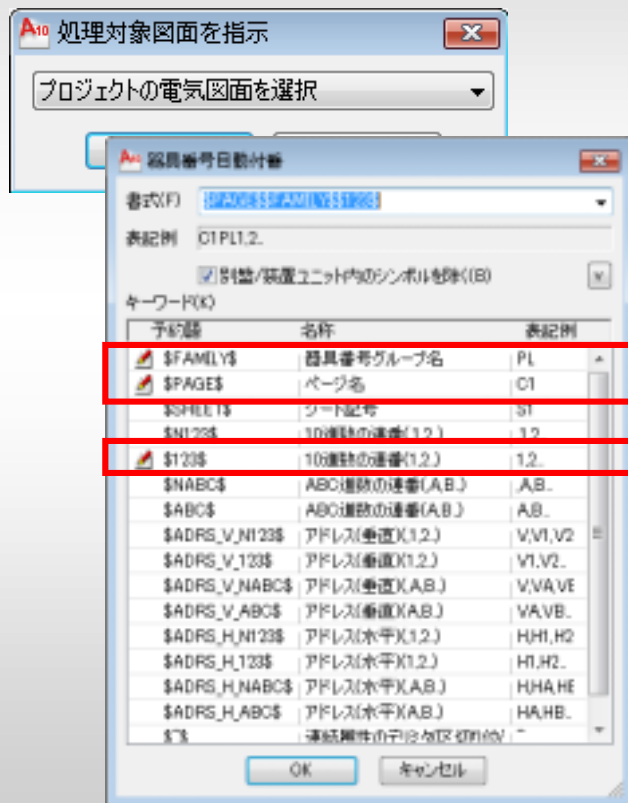 処理対象図面を指示
プロジェクトの電気図面を選択
器具番号自動付番
書式(F) $PAGE$$FAMILY$$123$
表記例 C1PL1,2..
別盤/装置ユニット内のシンボルを除く(B)
キーワード(K)
予約語 名称 表記例
$FAMILY$ 器具番号グループ名 PL
$PAGE$ ページ名 C1
$SHEET$ シート記号 S1
$N123$ 10進数の連番(,1,2.) ,1,2
$123$ 10進数の連番(1,2.) 1,2..
$NABC$ ABC進数の連番(,A,B.) ,A,B..
$ABC$ ABC進数の連番(A,B.) A,B..
$ADRS_V_N123$ アドレス(垂直)(,1,2.) V,V1,V2
$ADRS_V_123$ アドレス(垂直)(1,2.) V1,V2..
$ADRS_V_NABC$ アドレス(垂直)(,A,B.) V,VA,VE
$ADRS_V_ABC$ アドレス(垂直)(A,B.) VA,VB..
$ADRS_H_N123$ アドレス(水平)(,1,2.) H,H1,H2
$ADRS_H_123$ アドレス(水平)(1,2.) H1,H2..
$ADRS_H_NABC$ アドレス(水平)(,A,B.) H,HA,HE
$ADRS_H_ABC$ アドレス(水平)(A,B.) HA,HB..
OK キャンセル